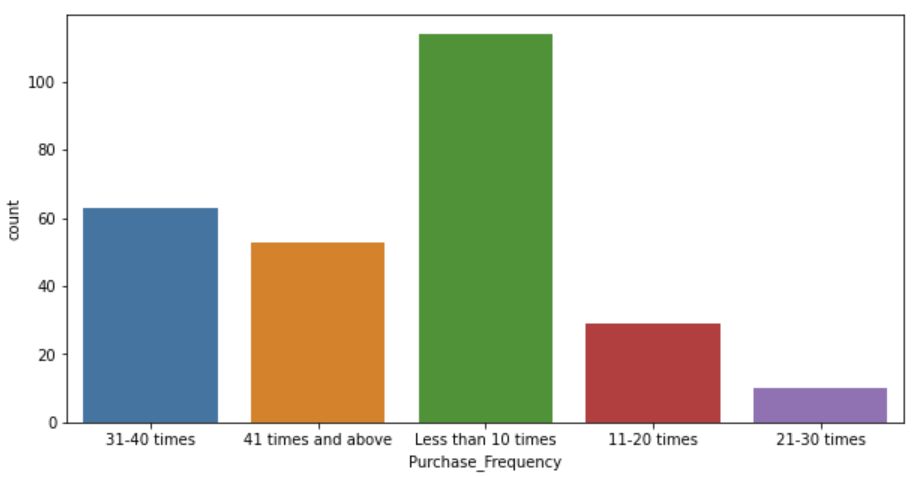 100
80
60
40
20
0
count
31-40 times 41 times and above Less than 10 times 11-20 times 21-30 times
Purchase_Frequency